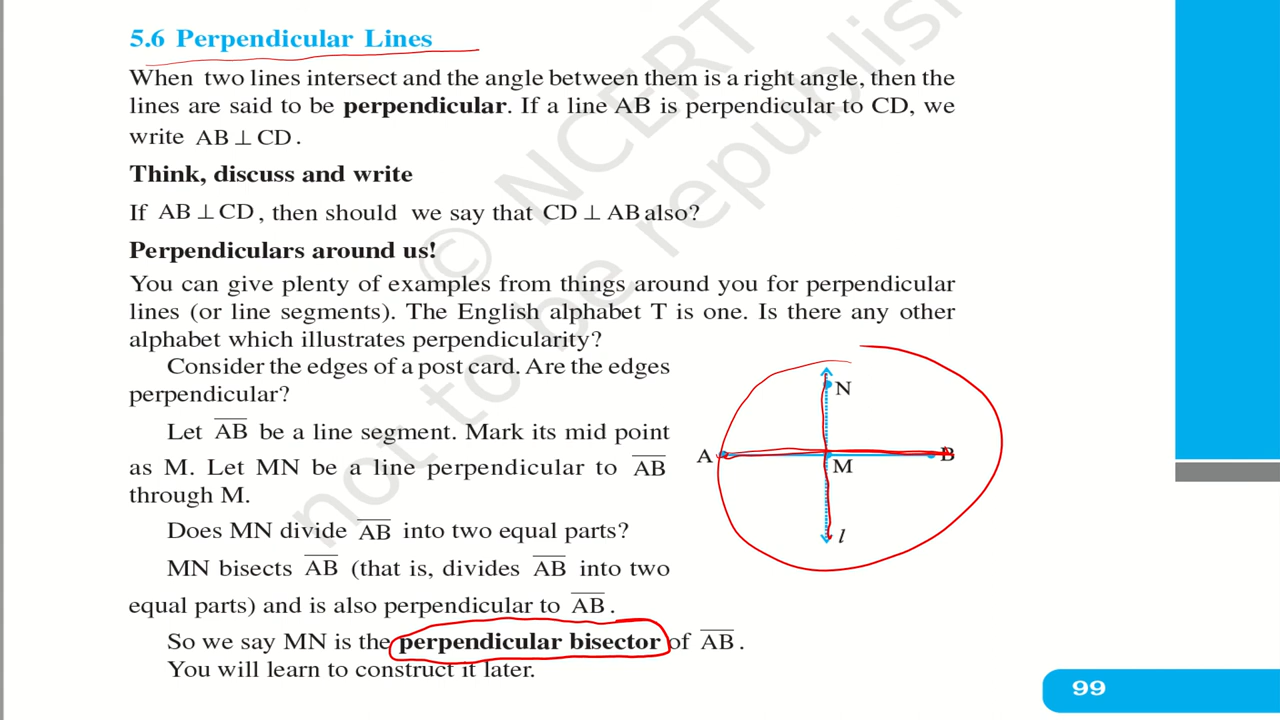 5.6 Perpendicular Lines
When two lines intersect and the angle between them is a right angle, then the
lines are said to be perpendicular. If a line AB is perpendicular to CD, we
write AB ⊥ CD.
Think, discuss and write
If AB ⊥ CD, then should we say that CD ⊥ AB also?
Perpendiculars around us!
You can give plenty of examples from things around you for perpendicular
lines (or line segments). The English alphabet T is one. Is there any other
alphabet which illustrates perpendicularity?
Consider the edges of a post card. Are the edges
perpendicular?
Let A̅B̅ be a line segment. Mark its mid point
as M. Let MN be a line perpendicular to A̅B̅
through M.
Does MN divide A̅B̅ into two equal parts?
MN bisects A̅B̅ (that is, divides A̅B̅ into two
equal parts) and is also perpendicular to A̅B̅.
So we say MN is the perpendicular bisector of A̅B̅.
You will learn to construct it later.
N
A
B
M
l
© NCERT
not to be republis
99